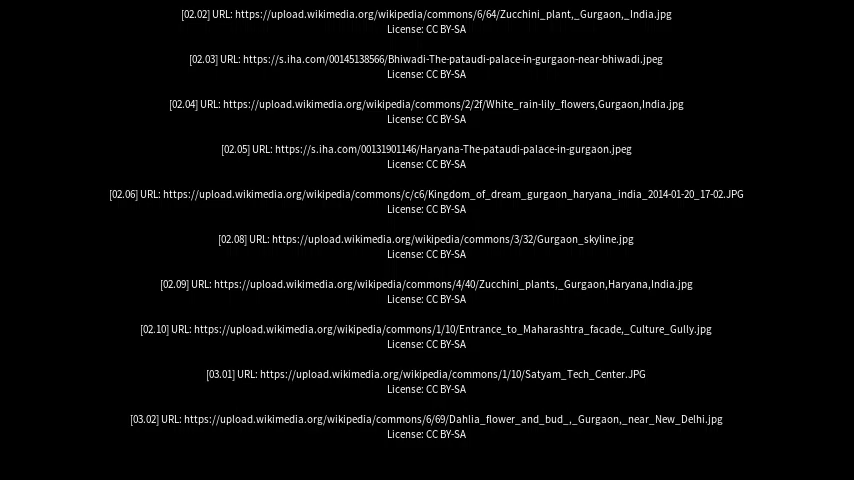 [02.02] URL: https://upload.wikimedia.org/wikipedia/commons/6/64/Zucchini_plant,_Gurgaon,_India.jpg
License: CC BY-SA
[02.03] URL: https://s.iha.com/00145138566/Bhiwadi-The-pataudi-palace-in-gurgaon-near-bhiwadi.jpeg
License: CC BY-SA
[02.04] URL: https://upload.wikimedia.org/wikipedia/commons/2/2f/White_rain-lily_flowers,Gurgaon,India.jpg
License: CC BY-SA
[02.05] URL: https://s.iha.com/00131901146/Haryana-The-pataudi-palace-in-gurgaon.jpeg
License: CC BY-SA
[02.06] URL: https://upload.wikimedia.org/wikipedia/commons/c/c6/Kingdom_of_dream_gurgaon_haryana_india_2014-01-20_17-02.JPG
License: CC BY-SA
[02.08] URL: https://upload.wikimedia.org/wikipedia/commons/3/32/Gurgaon_skyline.jpg
License: CC BY-SA
[02.09] URL: https://upload.wikimedia.org/wikipedia/commons/4/40/Zucchini_plants,_Gurgaon,Haryana,India.jpg
License: CC BY-SA
[02.10] URL: https://upload.wikimedia.org/wikipedia/commons/1/10/Entrance_to_Maharashtra_facade,_Culture_Gully.jpg
License: CC BY-SA
[03.01] URL: https://upload.wikimedia.org/wikipedia/commons/1/10/Satyam_Tech_Center.JPG
License: CC BY-SA
[03.02] URL: https://upload.wikimedia.org/wikipedia/commons/6/69/Dahlia_flower_and_bud_,_Gurgaon,_near_New_Delhi.jpg
License: CC BY-SA